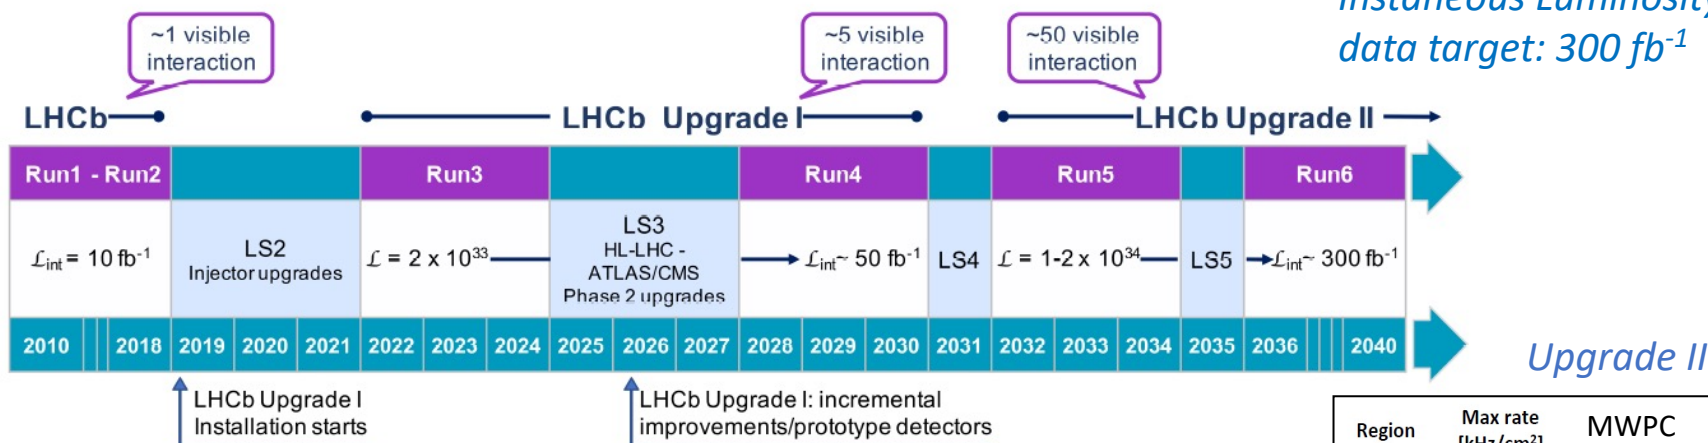 Instaneous Luminosity
data target: 300 fb⁻¹
~1 visible
interaction
~5 visible
interaction
~50 visible
interaction
LHCb
LHCb Upgrade I
LHCb Upgrade II
Run1 - Run2
Run3
Run4
Run5
Run6
ℒint = 10 fb⁻¹
LS2
Injector upgrades
ℒ = 2 x 10³³
LS3
HL-LHC -
ATLAS/CMS
Phase 2 upgrades
ℒint~ 50 fb⁻¹
LS4
ℒ = 1-2 x 10³⁴
LS5
ℒint~ 300 fb⁻¹
2010 2018 2019 2020 2021 2022 2023 2024 2025 2026 2027 2028 2029 2030 2031 2032 2033 2034 2035 2036 2040
LHCb Upgrade I
Installation starts
LHCb Upgrade I: incremental
improvements/prototype detectors
Upgrade II
Region
Max rate
[kHz/cm²]
MWPC